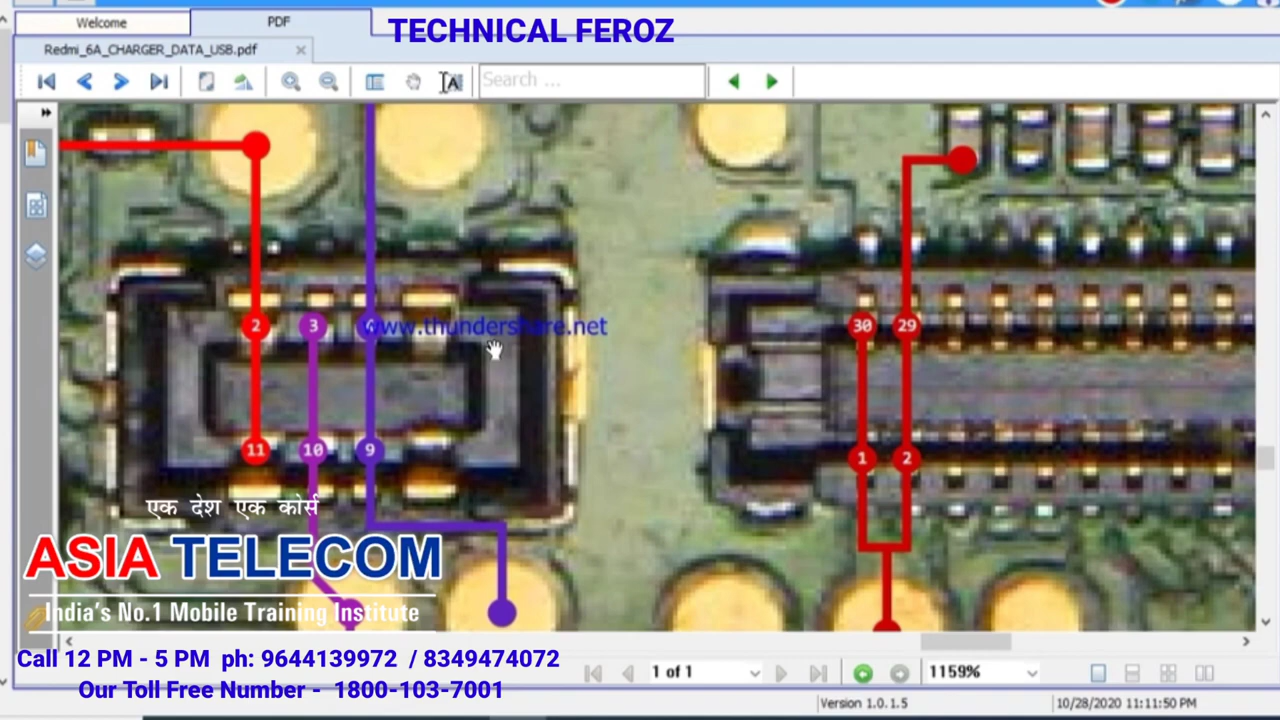 Welcome
PDF
TECHNICAL FEROZ
Redmi_6A_CHARGER_DATA_USB.pdf
Search ...
2
3
www.thundershare.net
30
29
11
10
9
1
2
एक देश एक कोर्स
ASIA TELECOM
India's No.1 Mobile Training Institute
Call 12 PM - 5 PM ph: 9644139972 / 8349474072
Our Toll Free Number - 1800-103-7001
1 of 1
1159%
Version 1.0.1.5
10/28/2020 11:11:50 PM